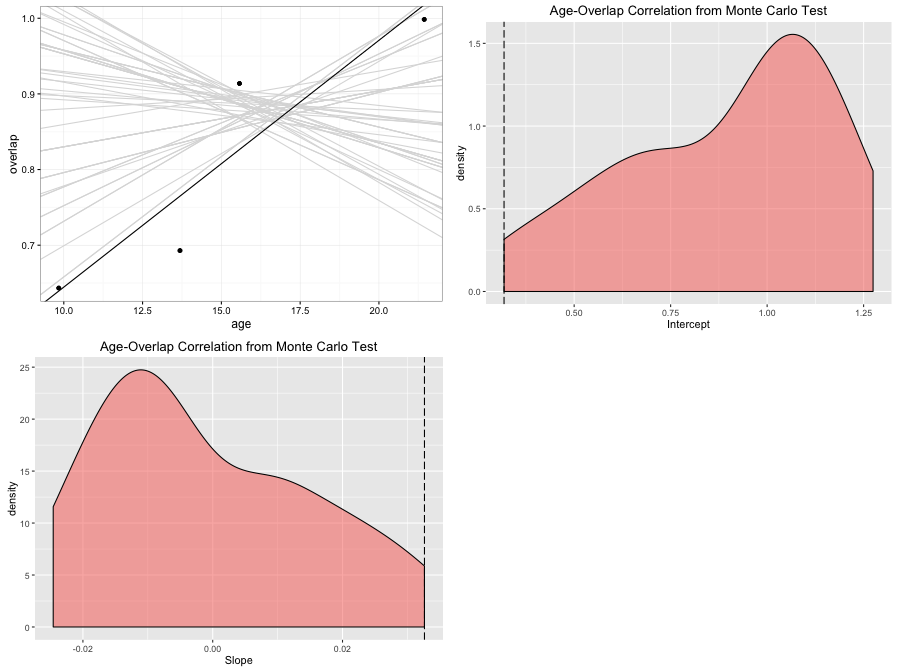 1.0
0.9
0.8
0.7
overlap
10.0 12.5 15.0 17.5 20.0
age
Age-Overlap Correlation from Monte Carlo Test
1.5
1.0
0.5
0.0
density
0.50 0.75 1.00 1.25
Intercept
Age-Overlap Correlation from Monte Carlo Test
25
20
15
10
5
0
density
-0.02 0.00 0.02
Slope